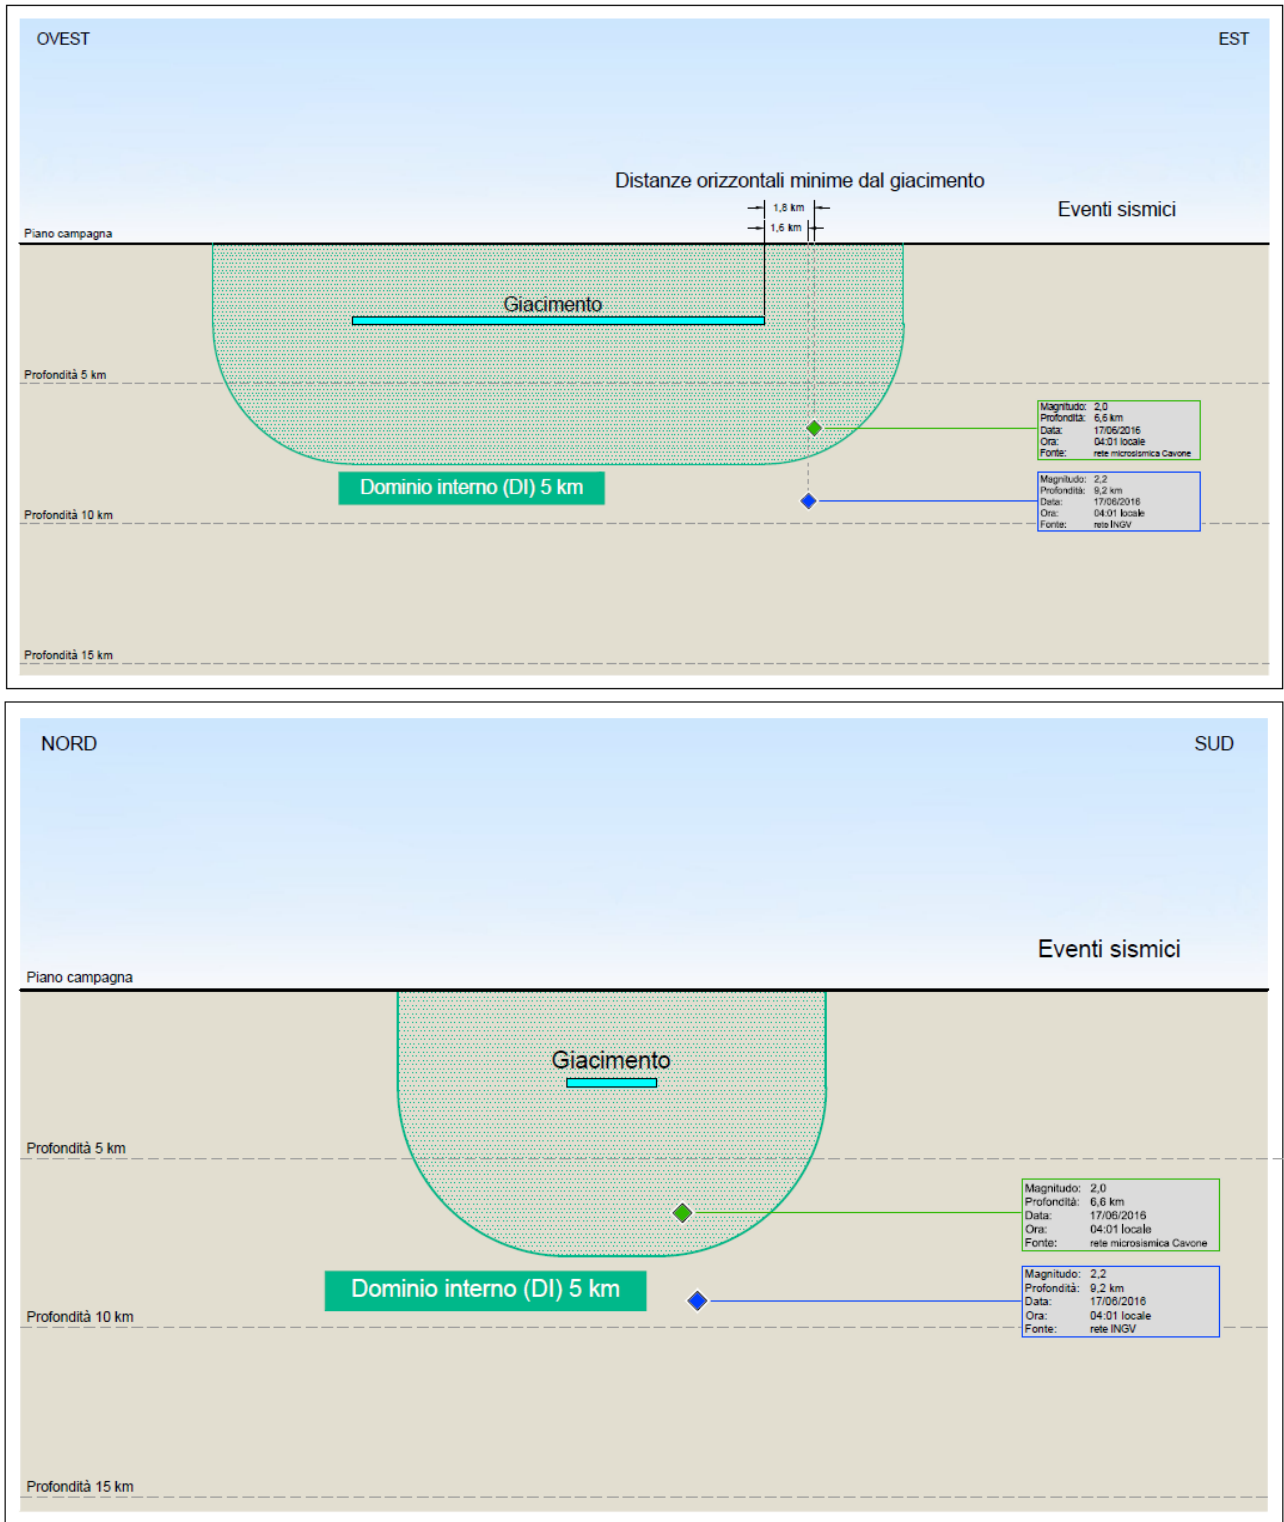 OVEST
EST
Distanze orizzontali minime dal giacimento
1,8 km
Eventi sismici
1,6 km
Piano campagna
Giacimento
Profondità 5 km
Magnitudo: 2,0
Profondità: 6,6 km
Data: 17/06/2016
Ora: 04:01 locale
Fonte: rete microsismica Cavone
Dominio interno (DI) 5 km
Magnitudo: 2,2
Profondità: 9,2 km
Data: 17/06/2016
Ora: 04:01 locale
Fonte: rete INGV
Profondità 10 km
Profondità 15 km
NORD
SUD
Eventi sismici
Piano campagna
Giacimento
Profondità 5 km
Magnitudo: 2,0
Profondità: 6,6 km
Data: 17/06/2016
Ora: 04:01 locale
Fonte: rete microsismica Cavone
Dominio interno (DI) 5 km
Magnitudo: 2,2
Profondità: 9,2 km
Data: 17/06/2016
Ora: 04:01 locale
Fonte: rete INGV
Profondità 10 km
Profondità 15 km